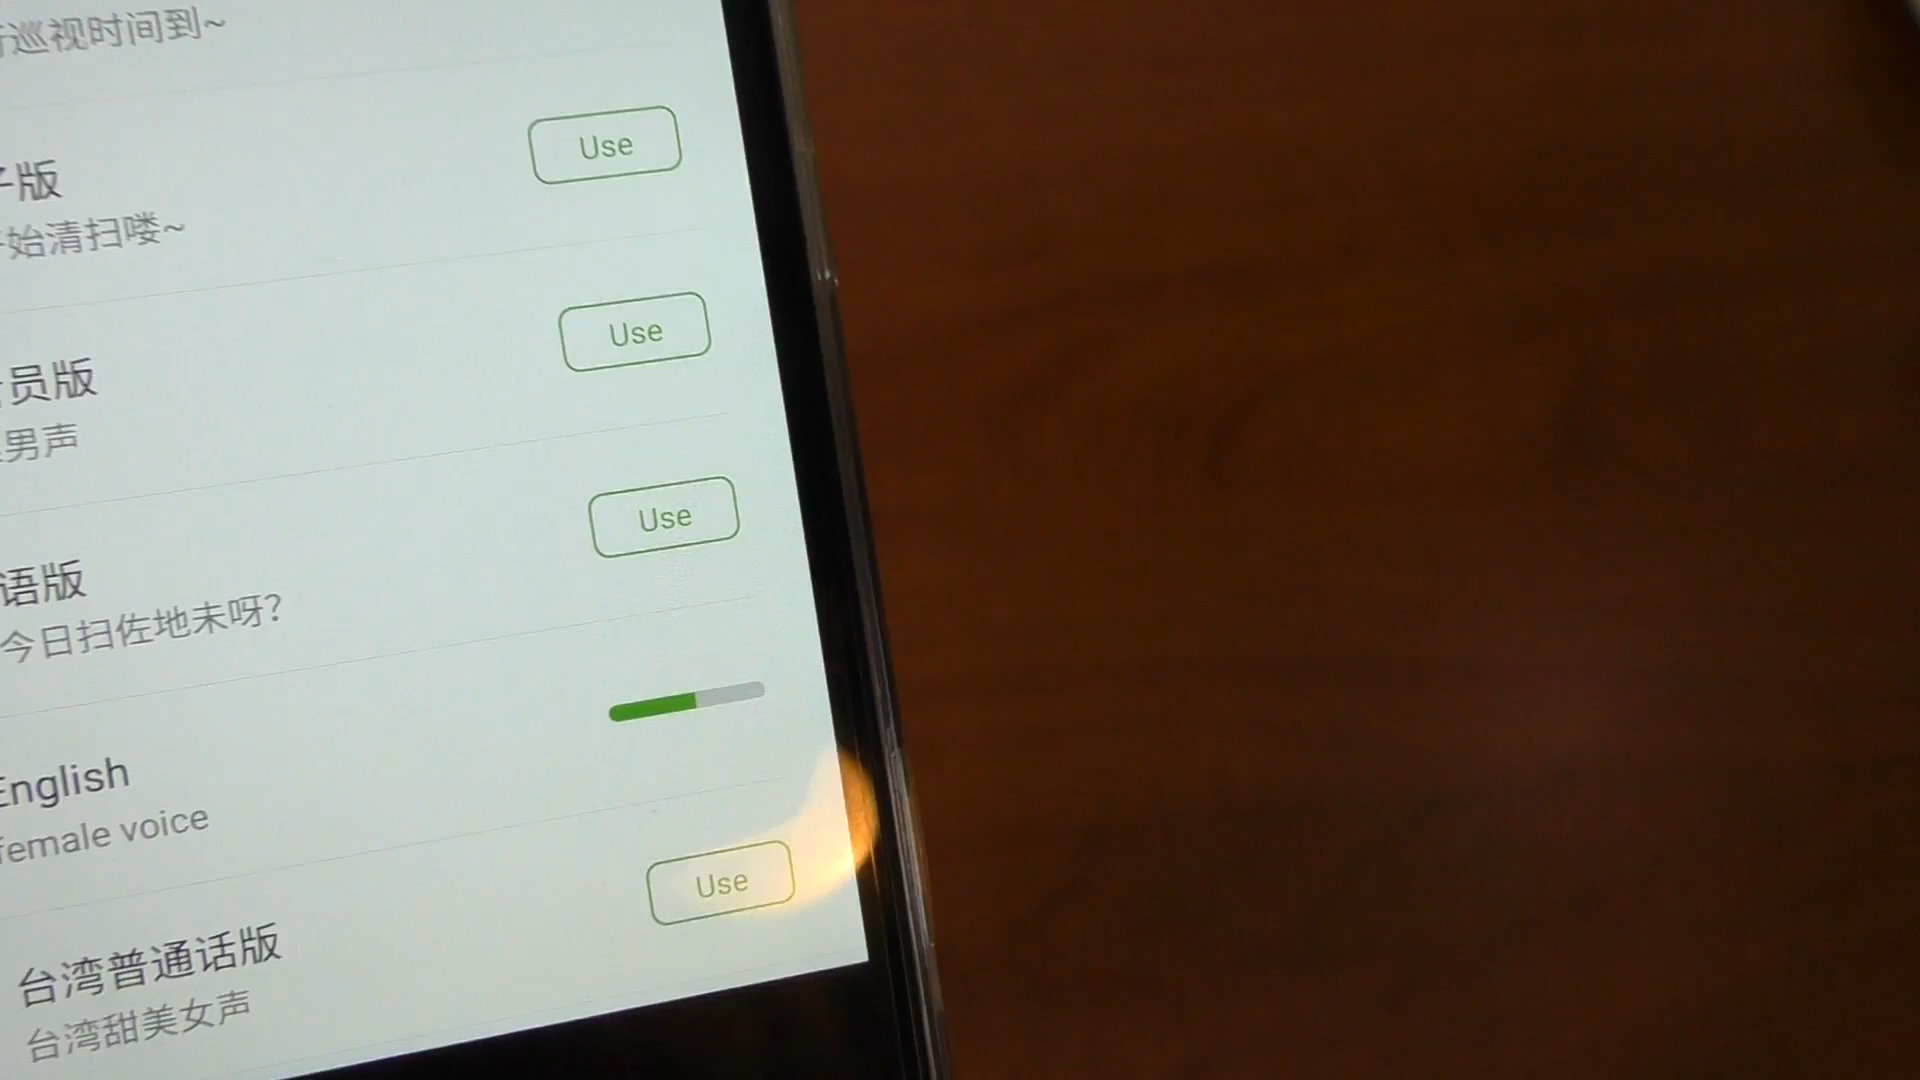 巡视时间到~
Use
版
始清扫喽~
Use
员版
男声
Use
语版
今日扫佐地未呀?
English
female voice
Use
台湾普通话版
台湾甜美女声